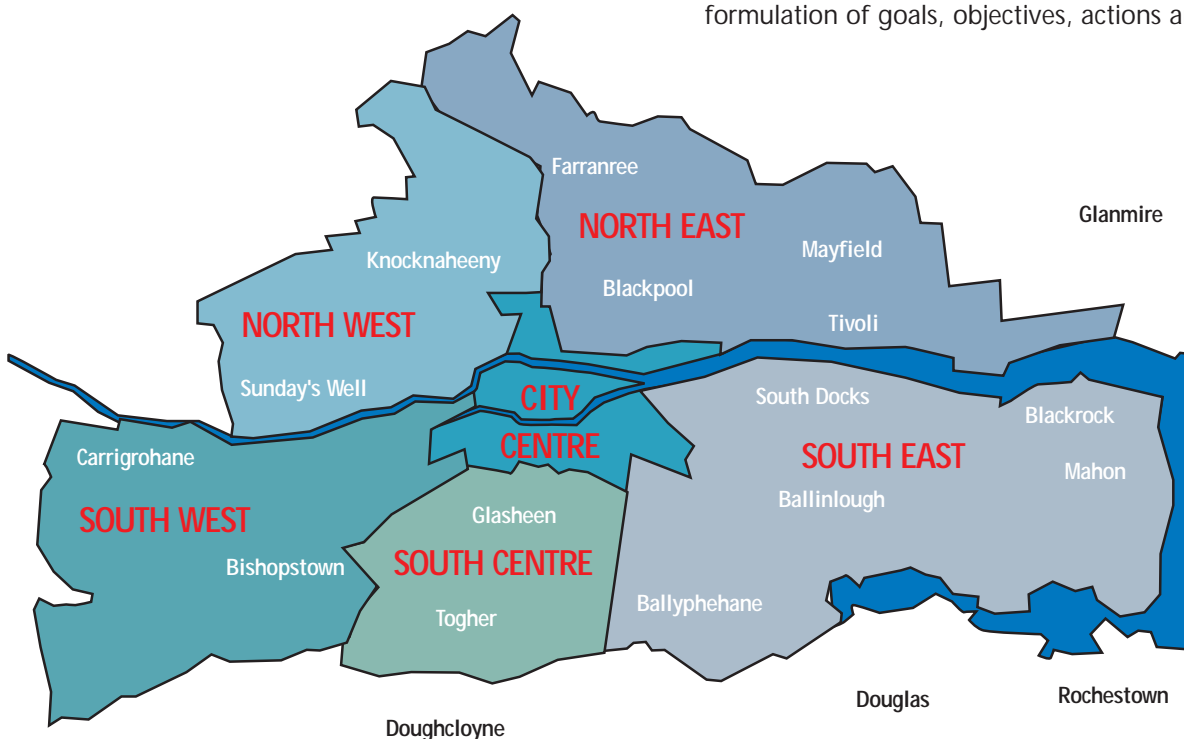 formulation of goals, objectives, actions a
Farranree
NORTH EAST
Glanmire
Mayfield
Knocknaheeny
Blackpool
NORTH WEST
Tivoli
Sunday's Well
CITY
South Docks
Blackrock
CENTRE
Carrigrohane
SOUTH EAST
Mahon
Ballinlough
SOUTH WEST
Glasheen
Bishopstown
SOUTH CENTRE
Togher
Ballyphehane
Douglas
Rochestown
Doughcloyne